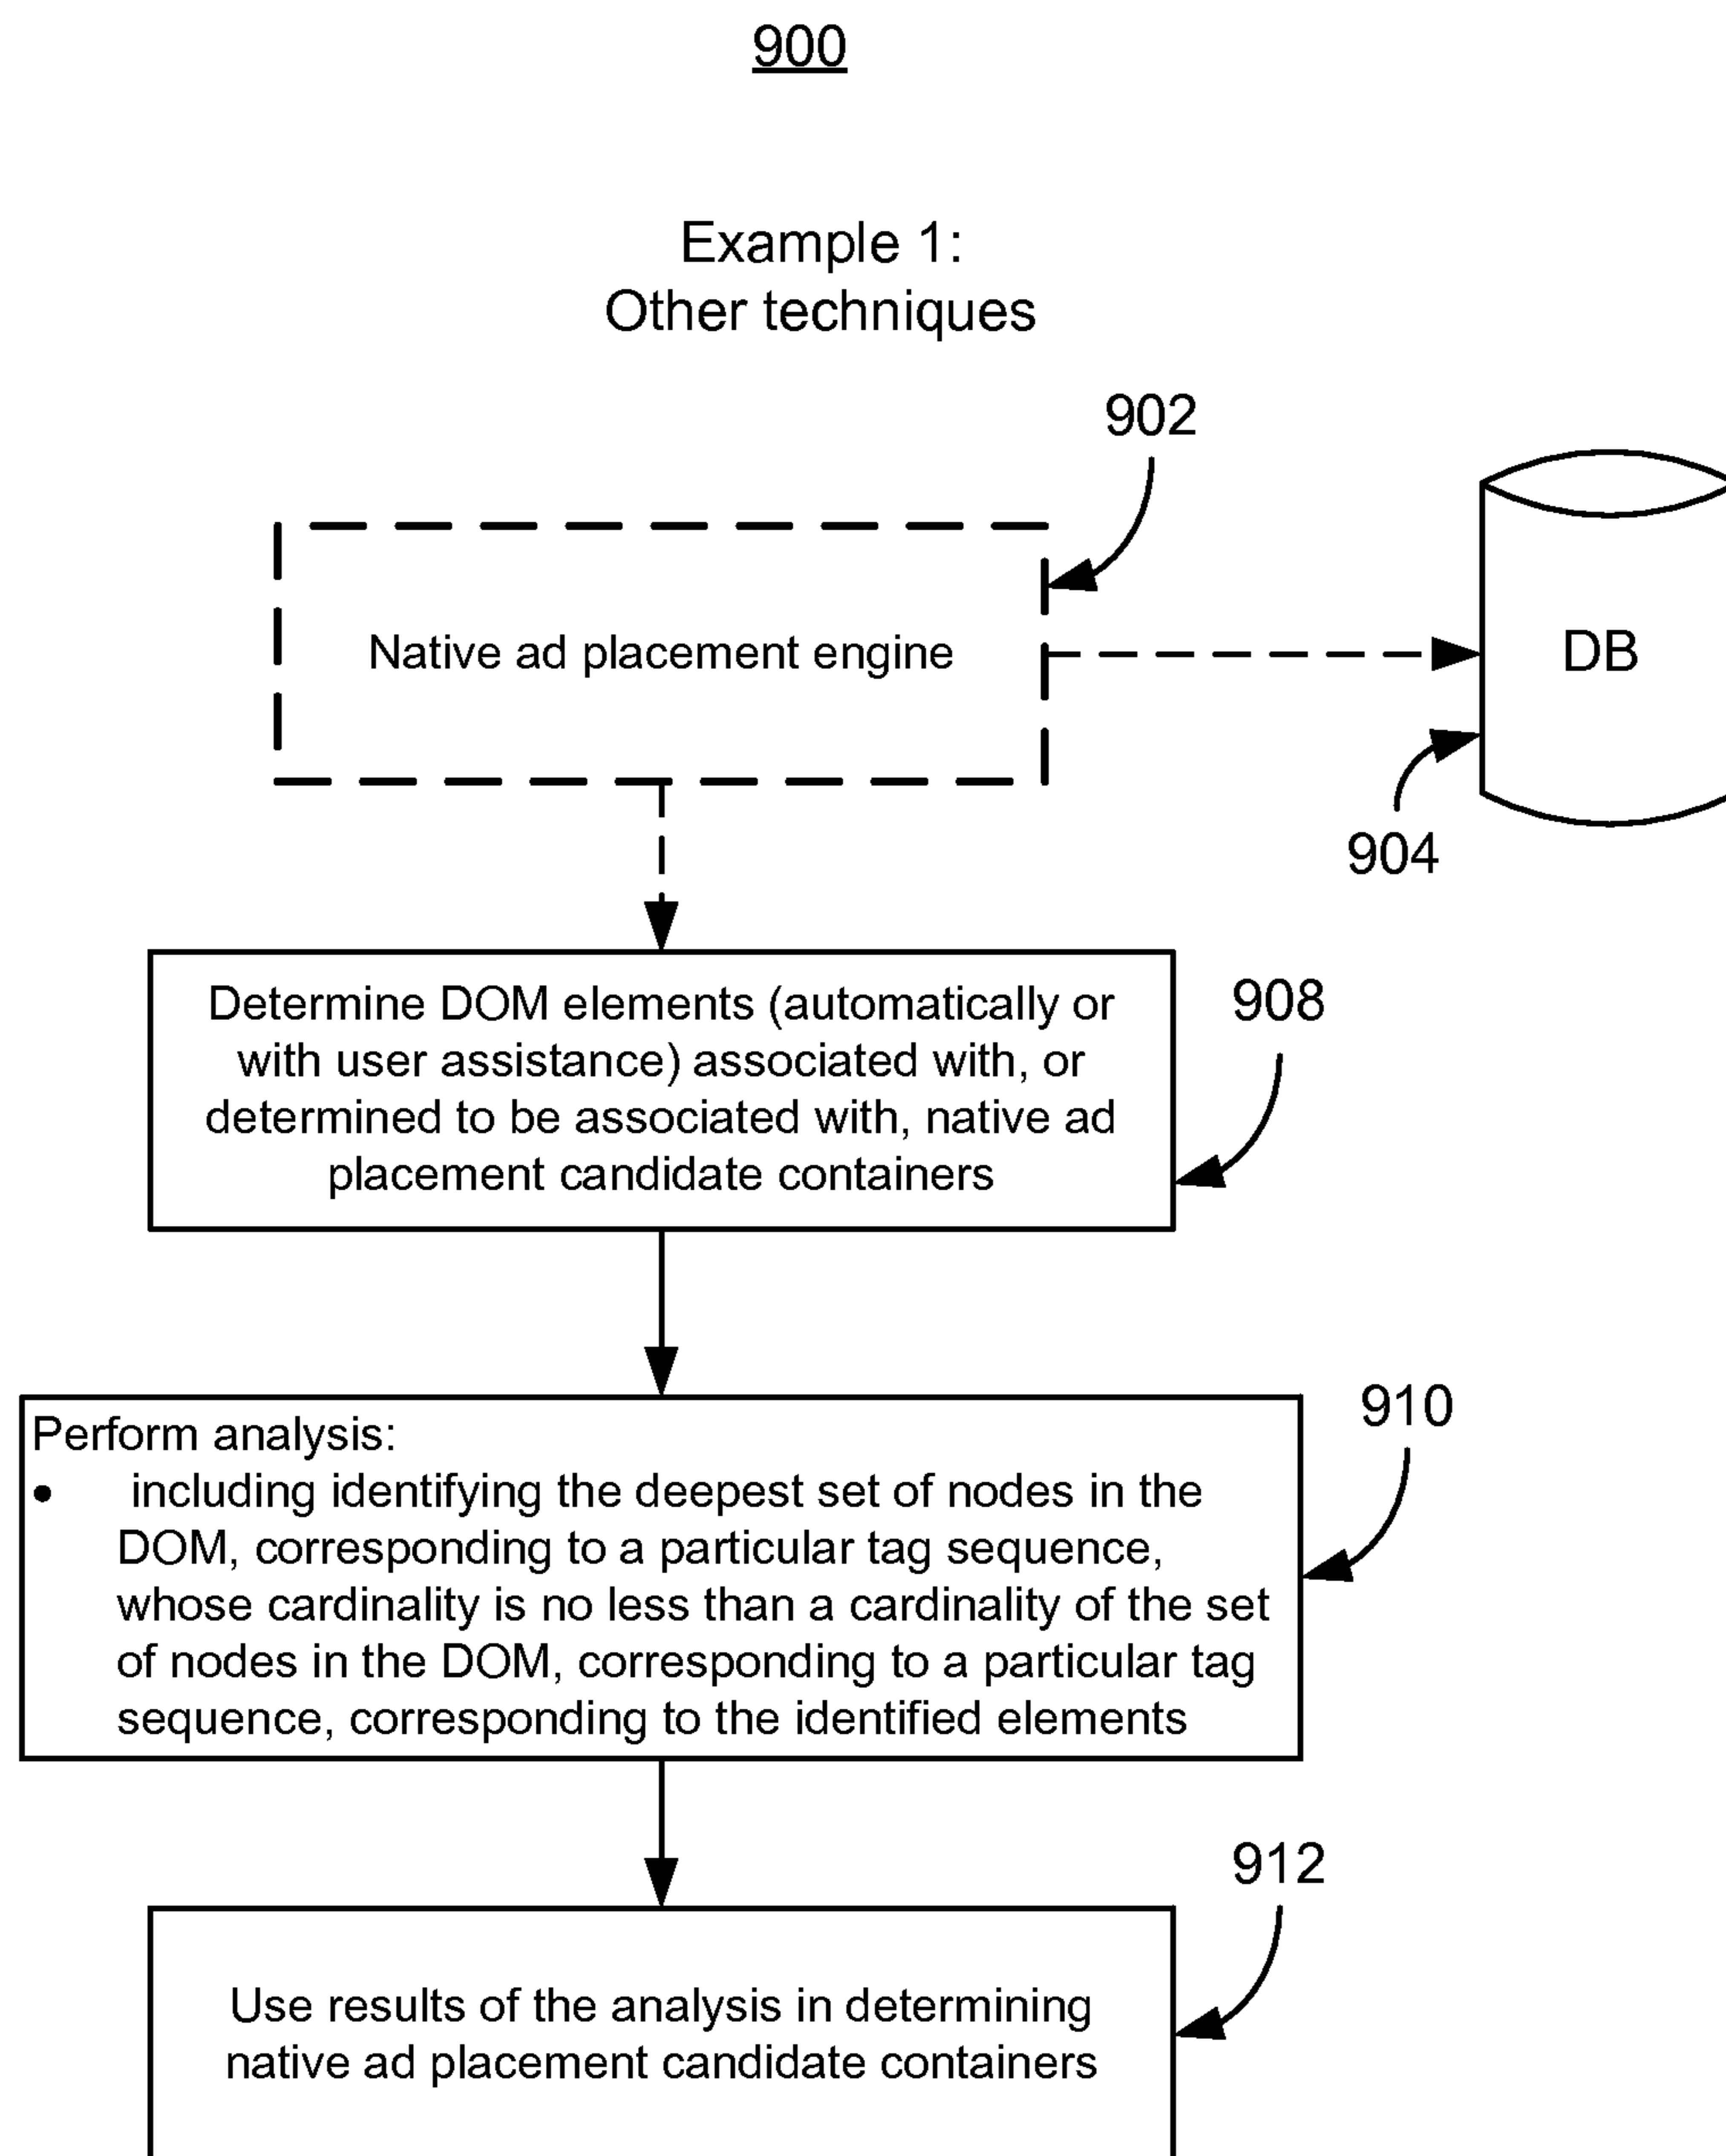 900
Example 1:
Other techniques
902
Native ad placement engine
DB
904
Determine DOM elements (automatically or
with user assistance) associated with, or
determined to be associated with, native ad
placement candidate containers
908
Perform analysis:
• including identifying the deepest set of nodes in the
DOM, corresponding to a particular tag sequence,
whose cardinality is no less than a cardinality of the set
of nodes in the DOM, corresponding to a particular tag
sequence, corresponding to the identified elements
910
912
Use results of the analysis in determining
native ad placement candidate containers